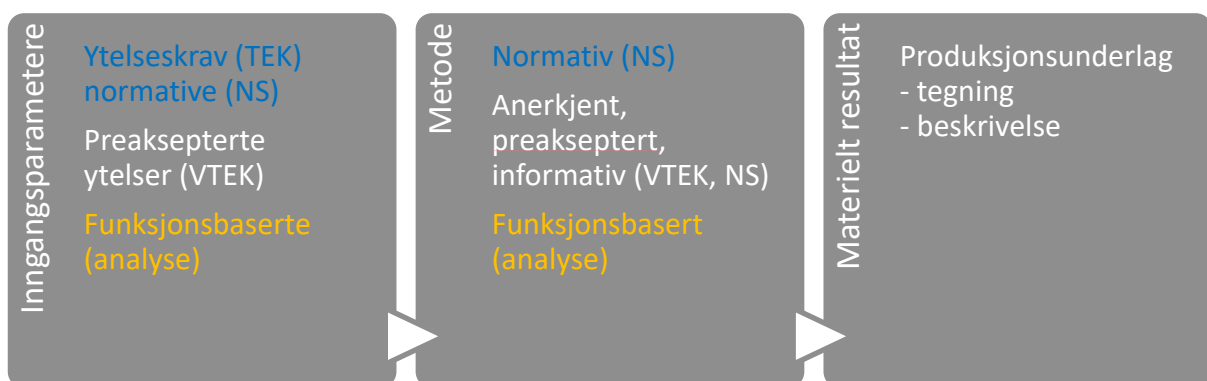 Inngangsparametere
Ytelseskrav (TEK)
normative (NS)
Preaksepterte
ytelser (VTEK)
Funksjonsbaserte
(analyse)
Metode
Normativ (NS)
Anerkjent,
preakseptert,
informativ (VTEK, NS)
Funksjonsbasert
(analyse)
Materielt resultat
Produksjonsunderlag
- tegning
- beskrivelse